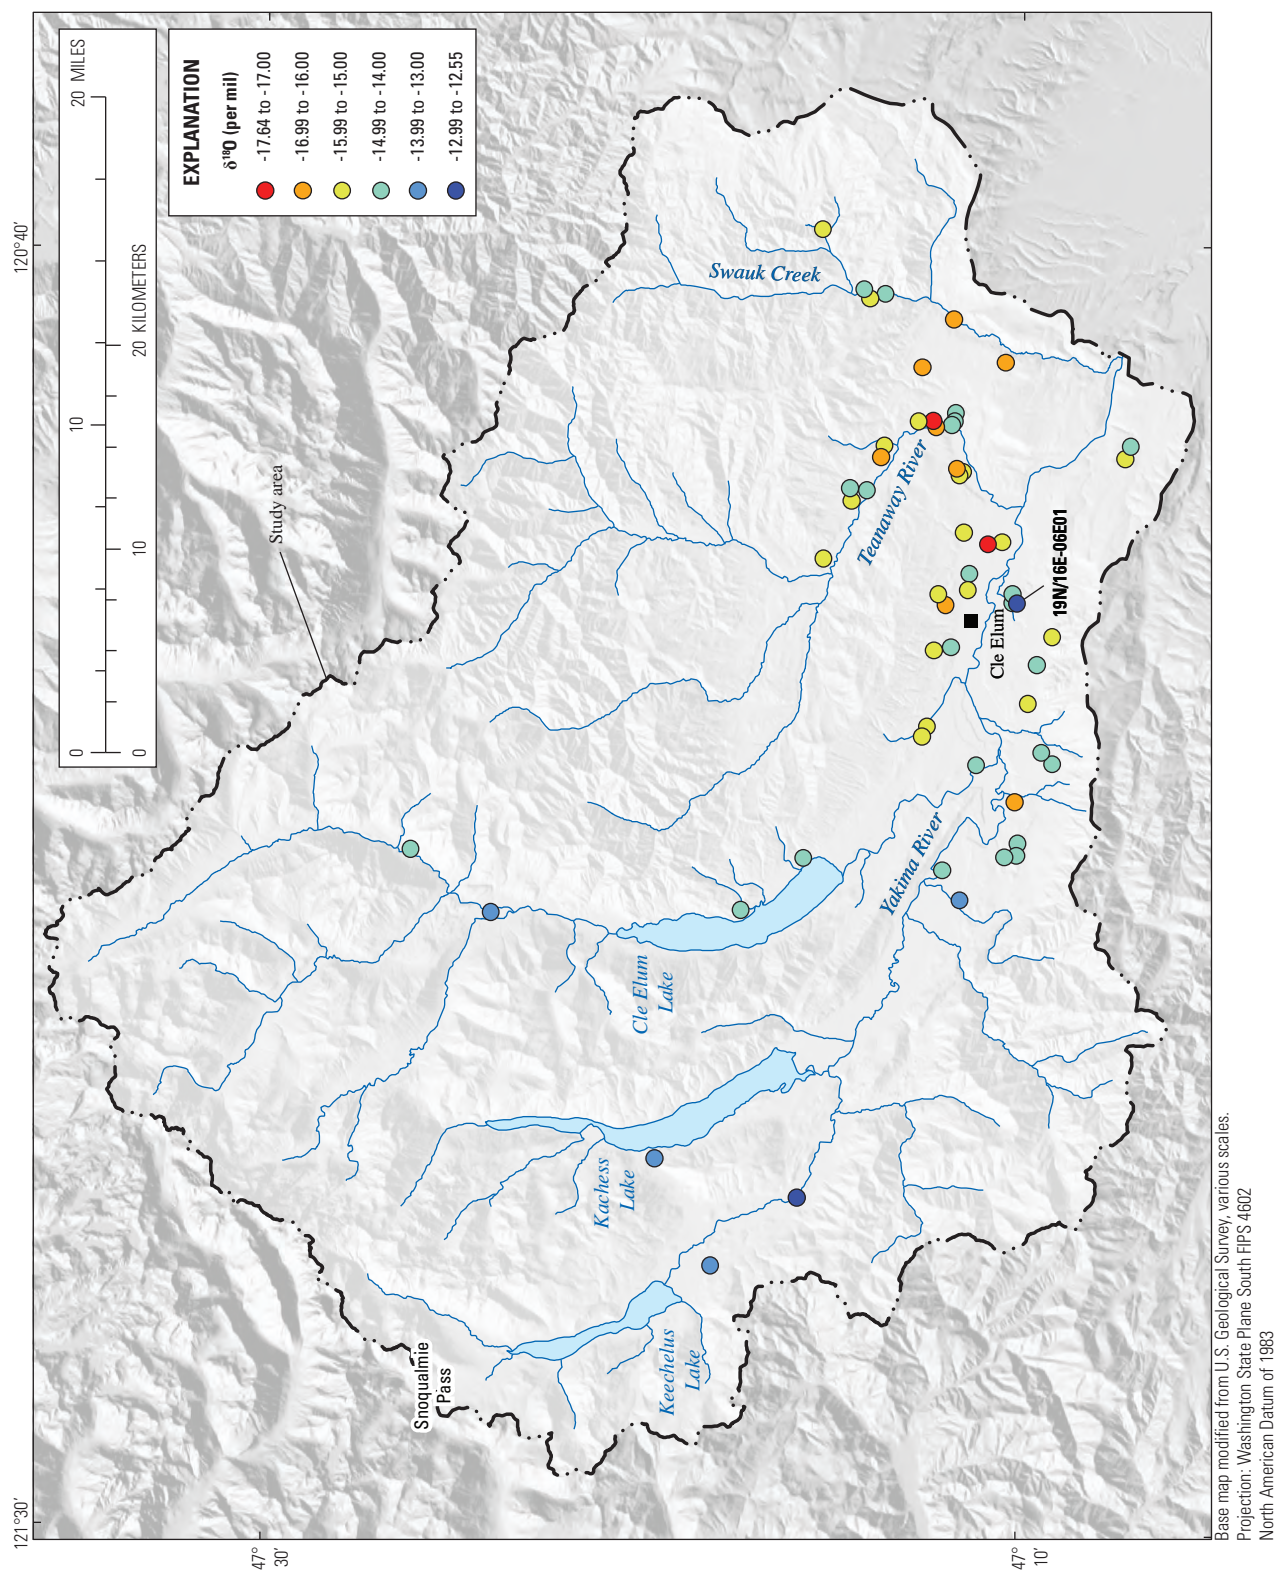 121°30'
120°40'
47°
30'
47°
10'
0 10 20 MILES
0 10 20 KILOMETERS
EXPLANATION
δ¹⁸O (per mil)
-17.64 to -17.00
-16.99 to -16.00
-15.99 to -15.00
-14.99 to -14.00
-13.99 to -13.00
-12.99 to -12.55
Study area
Snoqualmie
Pass
Keechelus
Lake
Kachess
Lake
Cle Elum
Lake
Yakima River
Teanaway River
Swauk Creek
Cle Elum
19N/16E-06E01
Base map modified from U.S. Geological Survey, various scales.
Projection: Washington State Plane South FIPS 4602
North American Datum of 1983